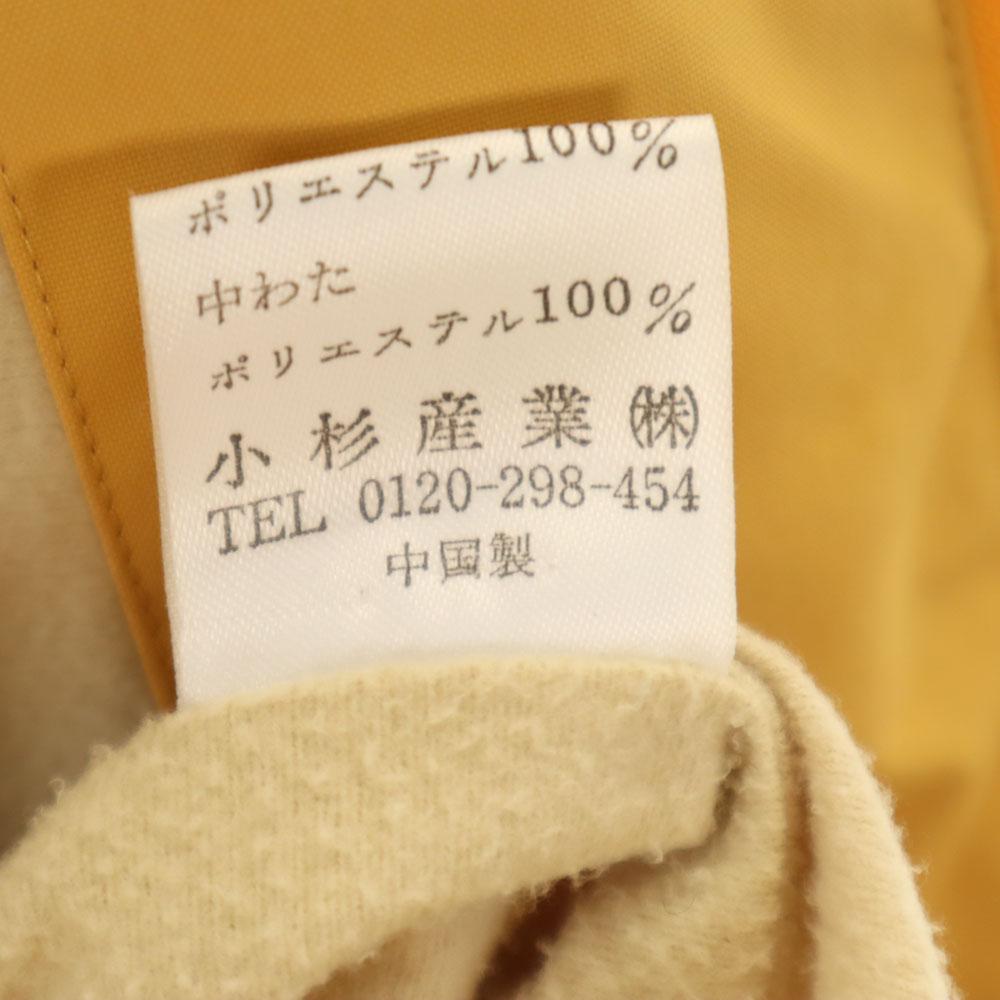 ポリエステル100%
中わた
ポリエステル100%
小杉産業㈱
TEL 0120-298-454
中国製